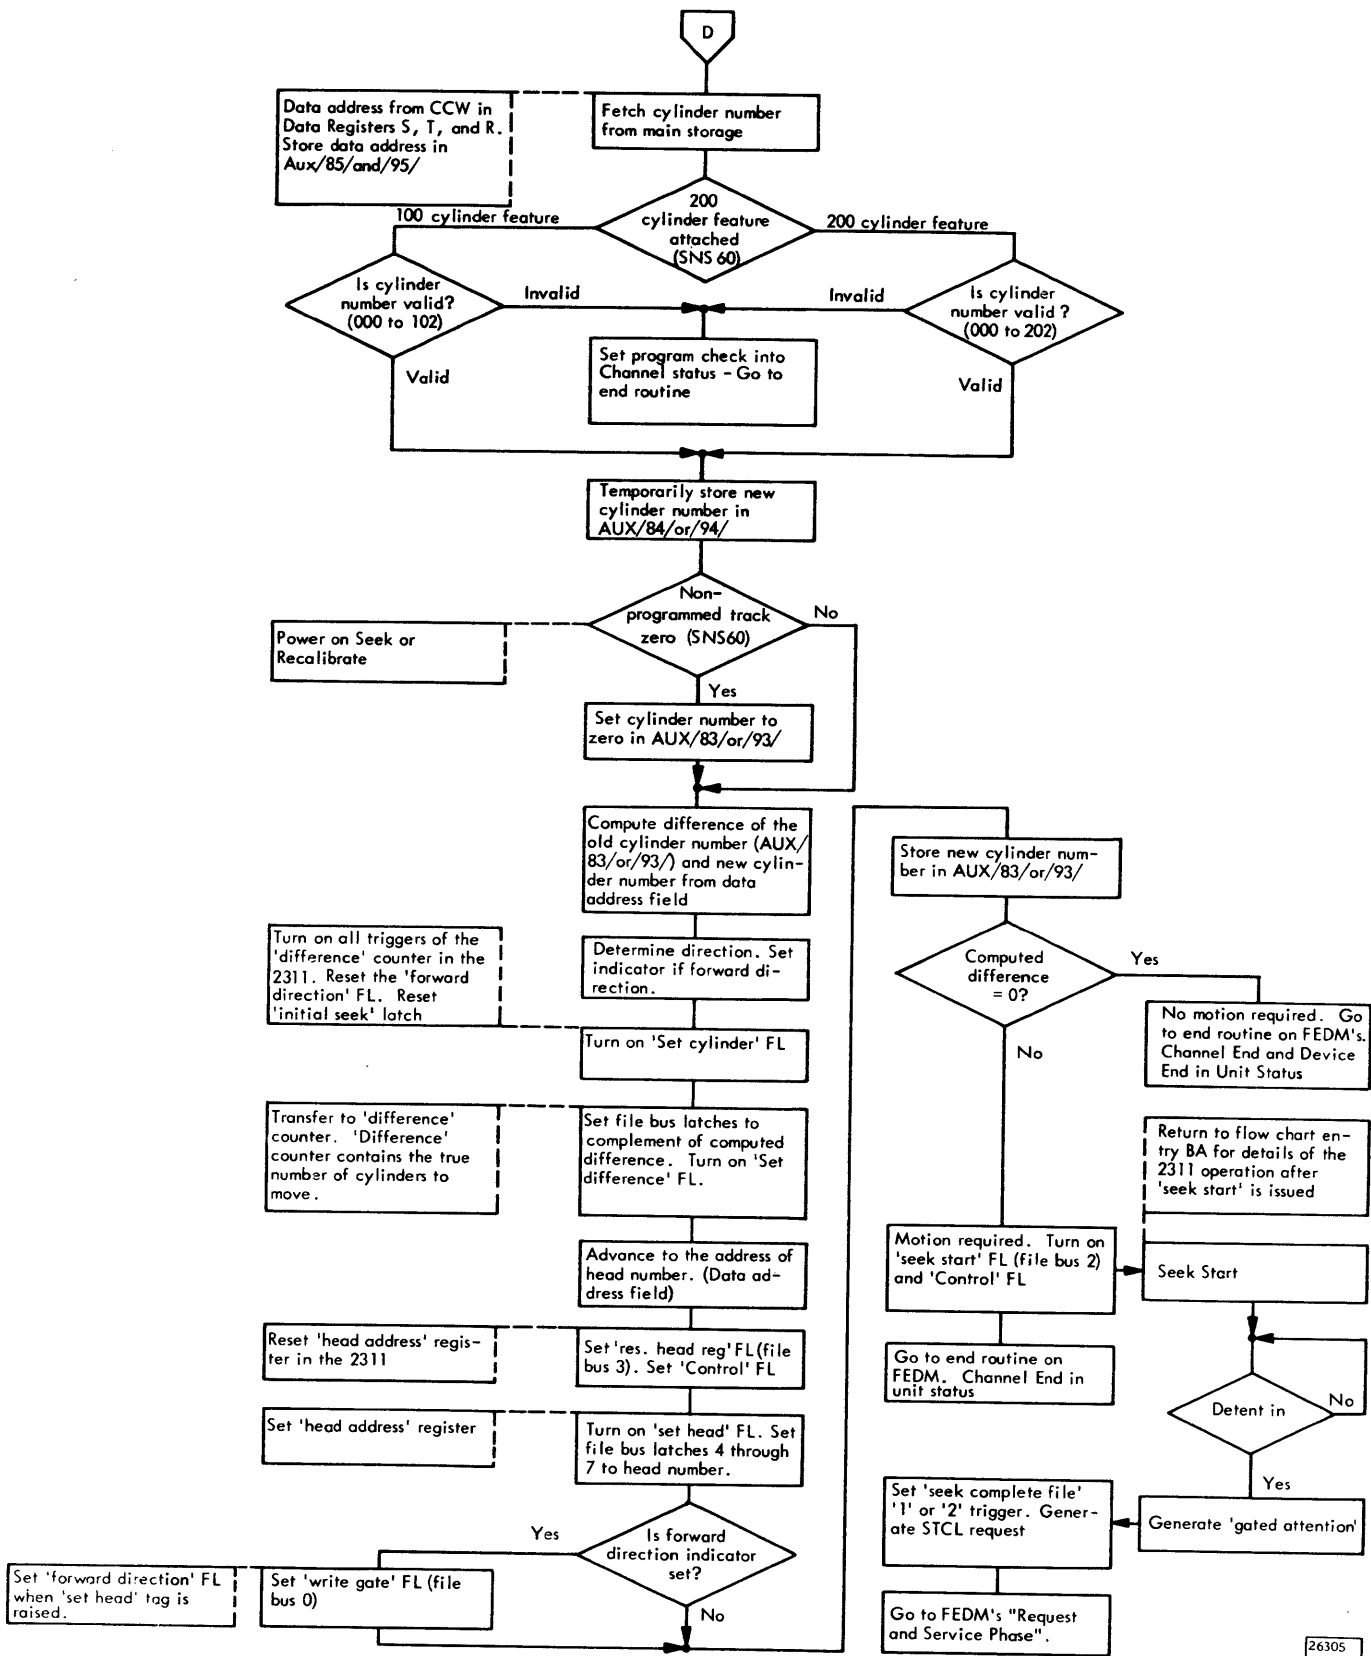 D
Data address from CCW in
Data Registers S, T, and R.
Store data address in
Aux/85/and/95/
Fetch cylinder number
from main storage
200
cylinder feature
attached
(SNS 60)
100 cylinder feature
200 cylinder feature
Is cylinder
number valid?
(000 to 102)
Invalid
Invalid
Is cylinder
number valid ?
(000 to 202)
Set program check into
Channel status - Go to
end routine
Valid
Valid
Temporarily store new
cylinder number in
AUX/84/or/94/
Non-
programmed track
zero (SNS60)
No
Power on Seek or
Recalibrate
Yes
Set cylinder number to
zero in AUX/83/or/93/
Compute difference of the
old cylinder number (AUX/
83/or/93/) and new cylin-
der number from data
address field
Turn on all triggers of the
'difference' counter in the
2311. Reset the 'forward
direction' FL. Reset
'initial seek' latch
Determine direction. Set
indicator if forward di-
rection.
Turn on 'Set cylinder' FL
Transfer to 'difference'
counter. 'Difference'
counter contains the true
number of cylinders to
move.
Set file bus latches to
complement of computed
difference. Turn on 'Set
difference' FL.
Advance to the address of
head number. (Data ad-
dress field)
Reset 'head address' regis-
ter in the 2311
Set 'res. head reg' FL (file
bus 3). Set 'Control' FL
Set 'head address' register
Turn on 'set head' FL. Set
file bus latches 4 through
7 to head number.
Is forward
direction indicator
set?
Yes
No
Set 'forward direction' FL
when 'set head' tag is
raised.
Set 'write gate' FL (file
bus 0)
Store new cylinder num-
ber in AUX/83/or/93/
Computed
difference
= 0?
Yes
No
No motion required. Go
to end routine on FEDM's.
Channel End and Device
End in Unit Status
Return to flow chart en-
try BA for details of the
2311 operation after
'seek start' is issued
Motion required. Turn on
'seek start' FL (file bus 2)
and 'Control' FL
Seek Start
Go to end routine on
FEDM. Channel End in
unit status
Detent in
No
Yes
Generate 'gated attention'
Set 'seek complete file'
'1' or '2' trigger. Gener-
ate STCL request
Go to FEDM's "Request
and Service Phase".
26305